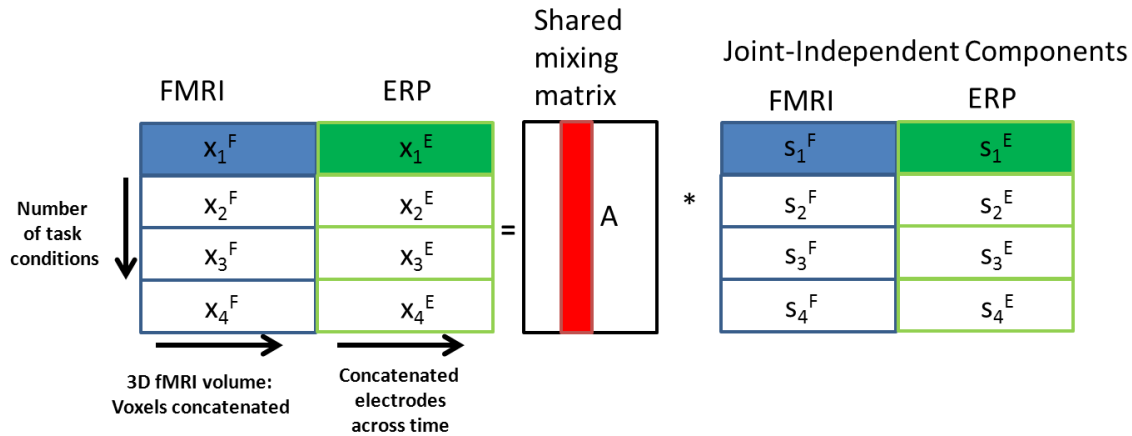 Shared
mixing
matrix
Joint-Independent Components
FMRI ERP FMRI ERP
x₁ᶠ x₁ᴱ s₁ᶠ s₁ᴱ
x₂ᶠ x₂ᴱ A * s₂ᶠ s₂ᴱ
Number
of task
conditions
=
x₃ᶠ x₃ᴱ s₃ᶠ s₃ᴱ
x₄ᶠ x₄ᴱ s₄ᶠ s₄ᴱ
3D fMRI volume:
Voxels concatenated
Concatenated
electrodes
across time